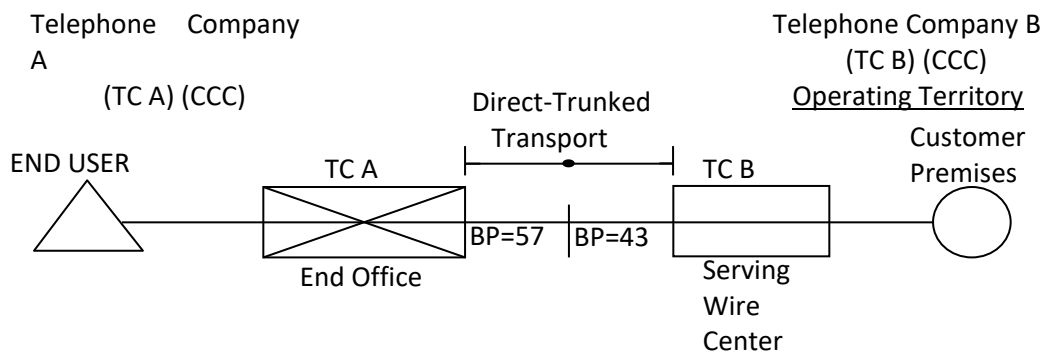 Telephone Company
A
(TC A) (CCC)
Telephone Company B
(TC B) (CCC)
Operating Territory
Direct-Trunked
Transport
Customer
Premises
END USER
TC A
TC B
BP=57
BP=43
End Office
Serving
Wire
Center